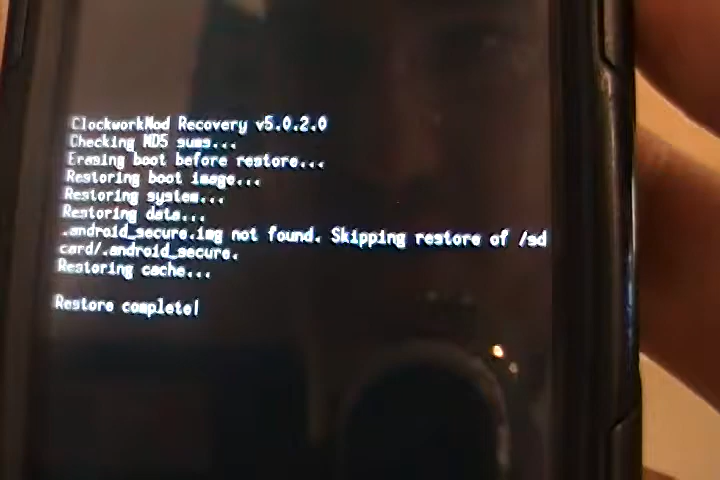 ClockworkMod Recovery v5.0.2.0
Checking MD5 sums...
Erasing boot before restore...
Restoring boot image...
Restoring system...
Restoring data...
.android_secure.img not found. Skipping restore of /sd
card/.android_secure.
Restoring cache...
Restore complete!